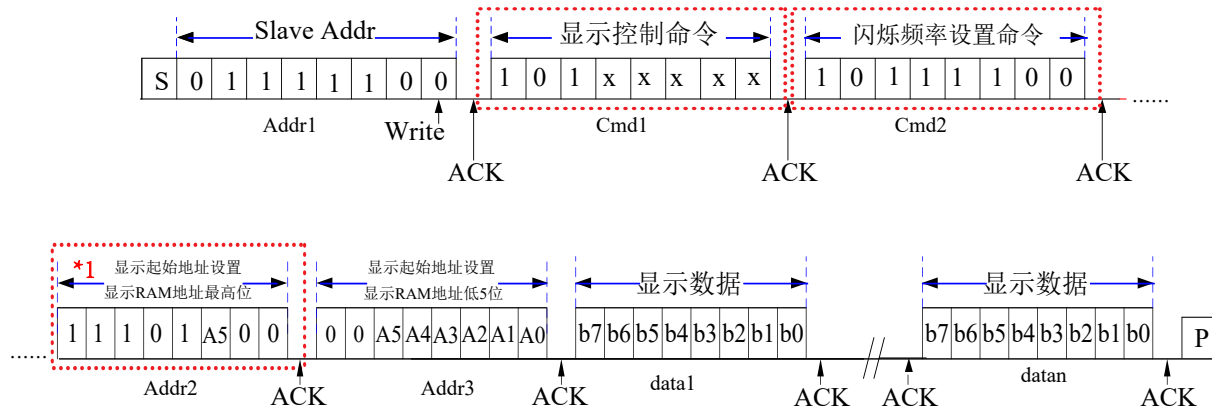 Slave Addr 显示控制命令 闪烁频率设置命令
S 0 1 1 1 1 1 0 0 1 0 1 x x x x x 1 0 1 1 1 1 0 0 ......
Addr1 Write Cmd1 Cmd2
ACK ACK ACK
*1 显示起始地址设置 显示起始地址设置 显示数据 显示数据
显示RAM地址最高位 显示RAM地址低5位
...... 1 1 1 0 1 A5 0 0 0 0 A5 A4 A3 A2 A1 A0 b7 b6 b5 b4 b3 b2 b1 b0 // b7 b6 b5 b4 b3 b2 b1 b0 P
Addr2 ACK Addr3 ACK data1 ACK ACK datan ACK